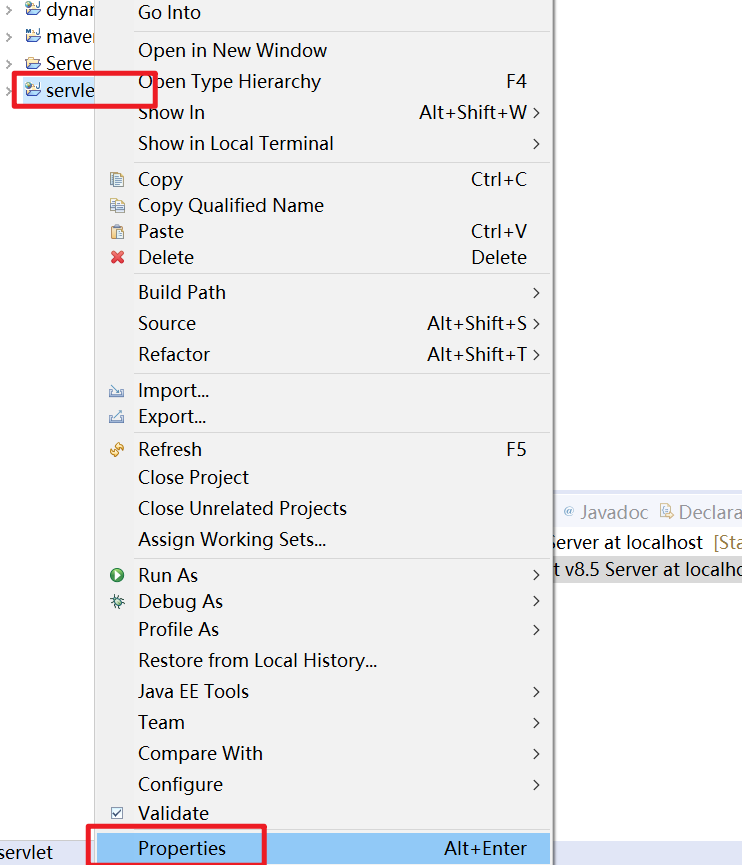 Go Into
Open in New Window
Open Type Hierarchy F4
Show In Alt+Shift+W
Show in Local Terminal
Copy Ctrl+C
Copy Qualified Name
Paste Ctrl+V
Delete Delete
Build Path
Source Alt+Shift+S
Refactor Alt+Shift+T
Import...
Export...
Refresh F5
Close Project
Close Unrelated Projects
Assign Working Sets...
Run As
Debug As
Profile As
Restore from Local History...
Java EE Tools
Team
Compare With
Configure
Validate
Properties Alt+Enter
dynar
maven
Server
servle
@ Javadoc Declara
Server at localhost [Sta
t v8.5 Server at localho
servlet